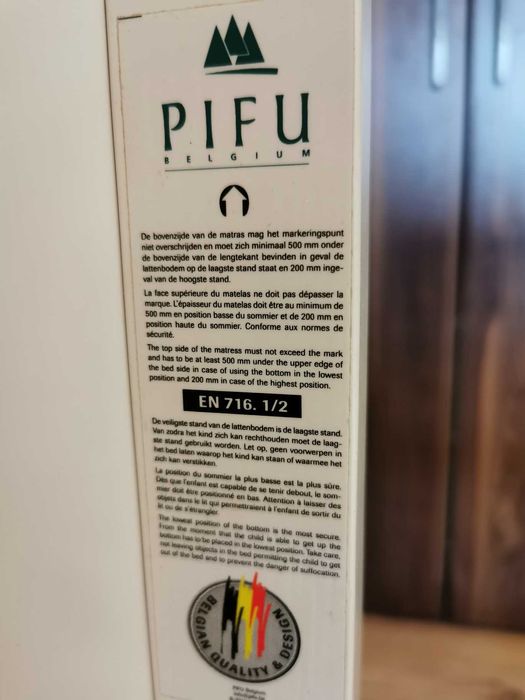 PIFU
BELGIUM
De bovenzijde van de matras mag het markeringspunt
niet overschrijden en moet zich minimaal 500 mm onder
de bovenzijde van de lengtekant bevinden in geval de
lattenbodem op de laagste stand staat en 200 mm inge-
val van de hoogste stand.
La face supérieure du matelas ne doit pas dépasser la
marque. L'épaisseur du matelas doit être au minimum de
500 mm en position basse du sommier et de 200 mm en
position haute du sommier. Conforme aux normes de
sécurité.
The top side of the matress must not exceed the mark
and has to be at least 500 mm under the upper edge of
the bed side in case of using the bottom in the lowest
position and 200 mm in case of the highest position.
EN 716. 1/2
De veiligste stand van de lattenbodem is de laagste stand.
Van zodra het kind zich kan rechthouden moet de laag-
ste stand gebruikt worden. Let op, geen voorwerpen in
het bed laten waarop het kind kan staan of waarmee het
zich kan verstikken.
La position du sommier la plus basse est la plus sûre.
Dès que l'enfant est capable de se tenir debout, le som-
mier doit être positionné en bas. Attention à laisser des
objets dans le lit qui permettraient à l'enfant de sortir du
lit ou de s'étrangler.
The lowest position of the bottom is the most secure.
From the moment that the child is able to get up the
bottom has to be placed in the lowest position. Take care,
not leaving objects in the bed permitting the child to get
out of the bed and to prevent the danger of suffocation.
BELGIAN QUALITY & DESIGN
PIFU Belgium